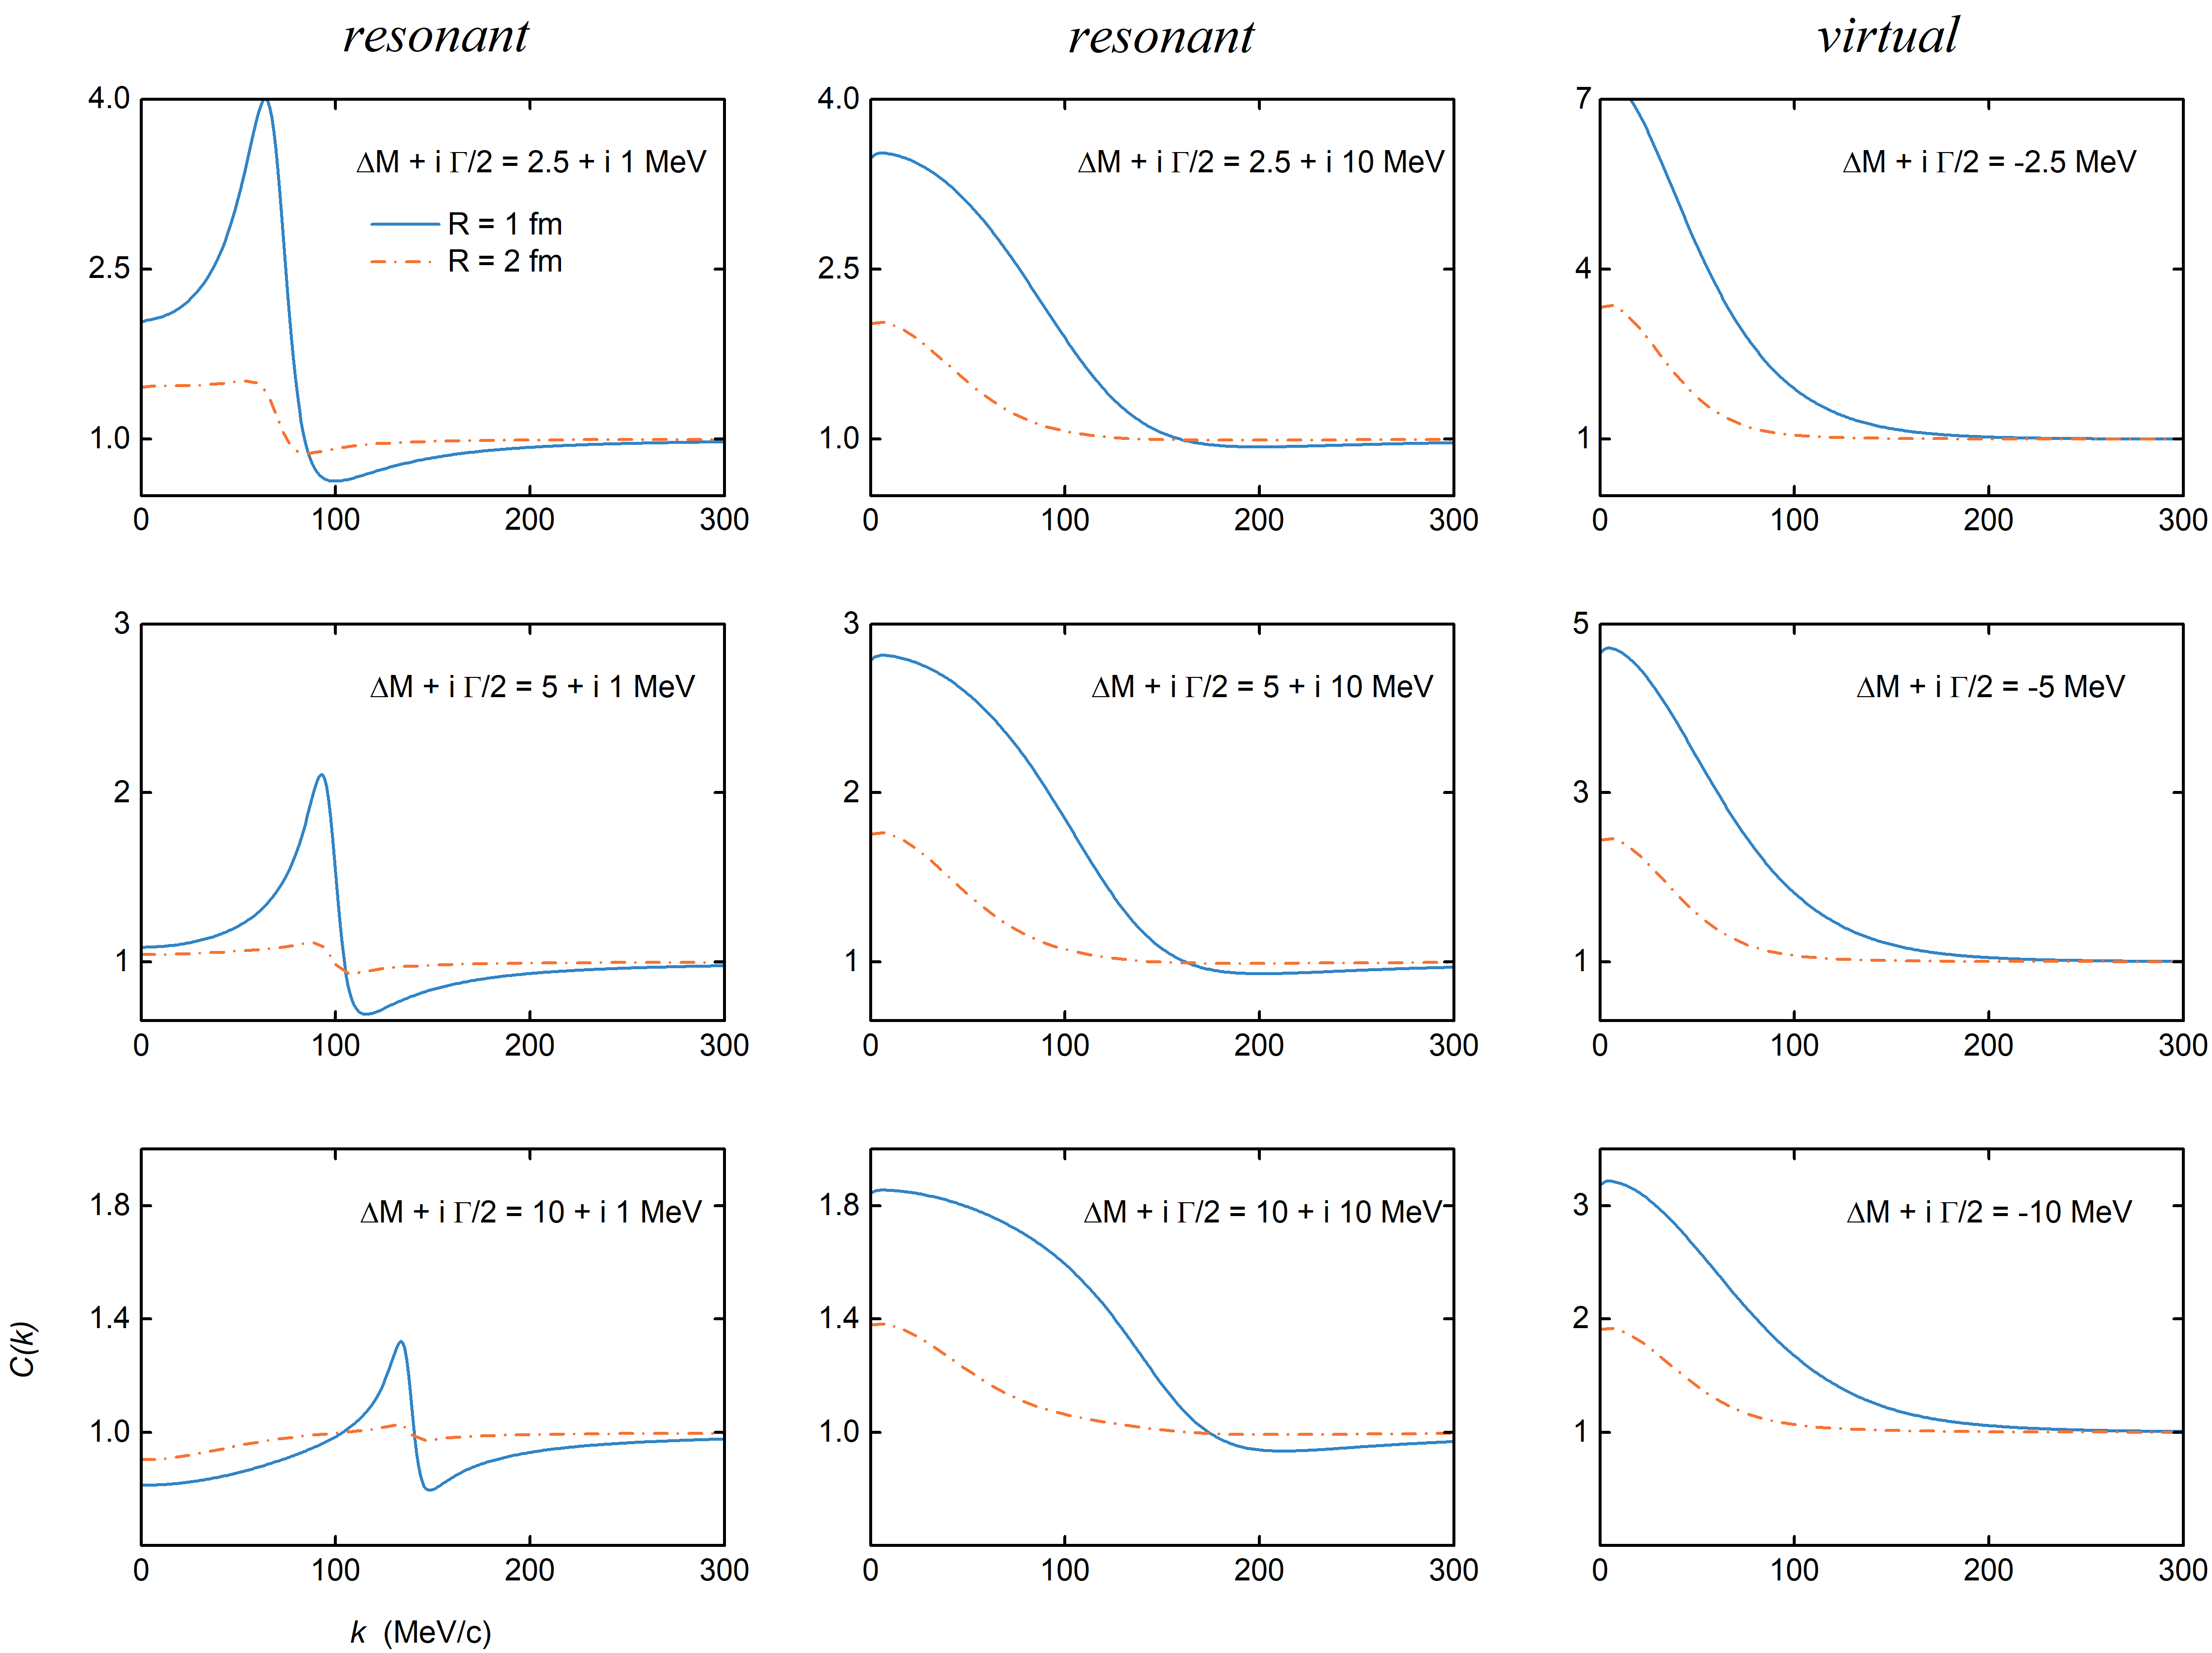 resonant
resonant
virtual
4.0
2.5
1.0
ΔM + i Γ/2 = 2.5 + i 1 MeV
R = 1 fm
R = 2 fm
0 100 200 300
4.0
2.5
1.0
ΔM + i Γ/2 = 2.5 + i 10 MeV
0 100 200 300
7
4
1
ΔM + i Γ/2 = -2.5 MeV
0 100 200 300
3
2
1
ΔM + i Γ/2 = 5 + i 1 MeV
0 100 200 300
3
2
1
ΔM + i Γ/2 = 5 + i 10 MeV
0 100 200 300
5
3
1
ΔM + i Γ/2 = -5 MeV
0 100 200 300
C(k)
1.8
1.4
1.0
ΔM + i Γ/2 = 10 + i 1 MeV
0 100 200 300
k (MeV/c)
1.8
1.4
1.0
ΔM + i Γ/2 = 10 + i 10 MeV
0 100 200 300
3
2
1
ΔM + i Γ/2 = -10 MeV
0 100 200 300